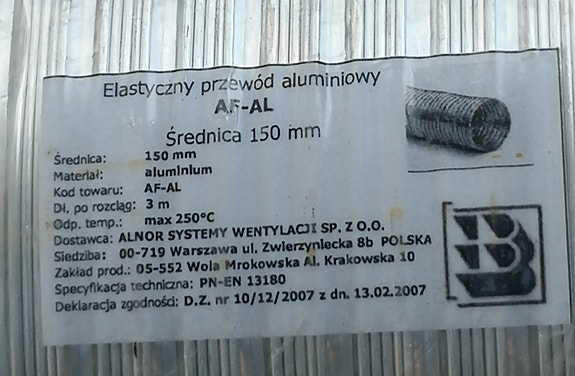 Elastyczny przewód aluminiowy
AF-AL
Średnica 150 mm
Średnica: 150 mm
Materiał: aluminium
Kod towaru: AF-AL
Dł. po rozciąg: 3 m
Odp. temp.: max 250°C
Dostawca: ALNOR SYSTEMY WENTYLACJI SP. Z O.O.
Siedziba: 00-719 Warszawa ul. Zwierzyniecka 8b POLSKA
Zakład prod.: 05-552 Wola Mrokowska Al. Krakowska 10
Specyfikacja techniczna: PN-EN 13180
Deklaracja zgodności: D.Z. nr 10/12/2007 z dn. 13.02.2007